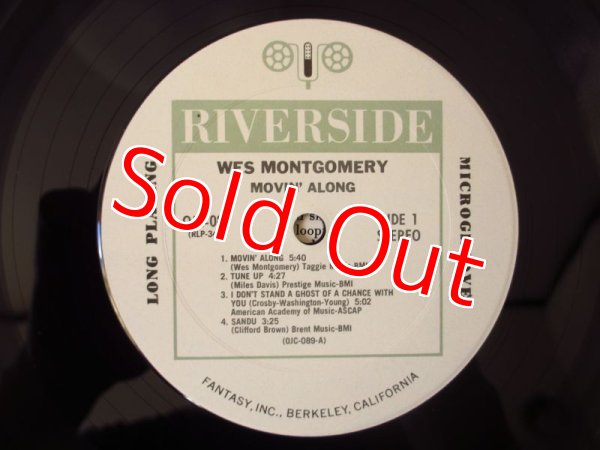 RIVERSIDE
WES MONTGOMERY
MOVIN' ALONG
SIDE 1
STEREO
loop
LONG PLAYING
MICROGROOVE
Sold Out
1. MOVIN' ALONG 5:40
(Wes Montgomery) Taggie
2. TUNE UP 4:27
(Miles Davis) Prestige Music-BMI
3. I DON'T STAND A GHOST OF A CHANCE WITH
YOU (Crosby-Washington-Young) 5:02
American Academy of Music-ASCAP
4. SANDU 3:25
(Clifford Brown) Brent Music-BMI
(OJC-089-A)
FANTASY, INC., BERKELEY, CALIFORNIA